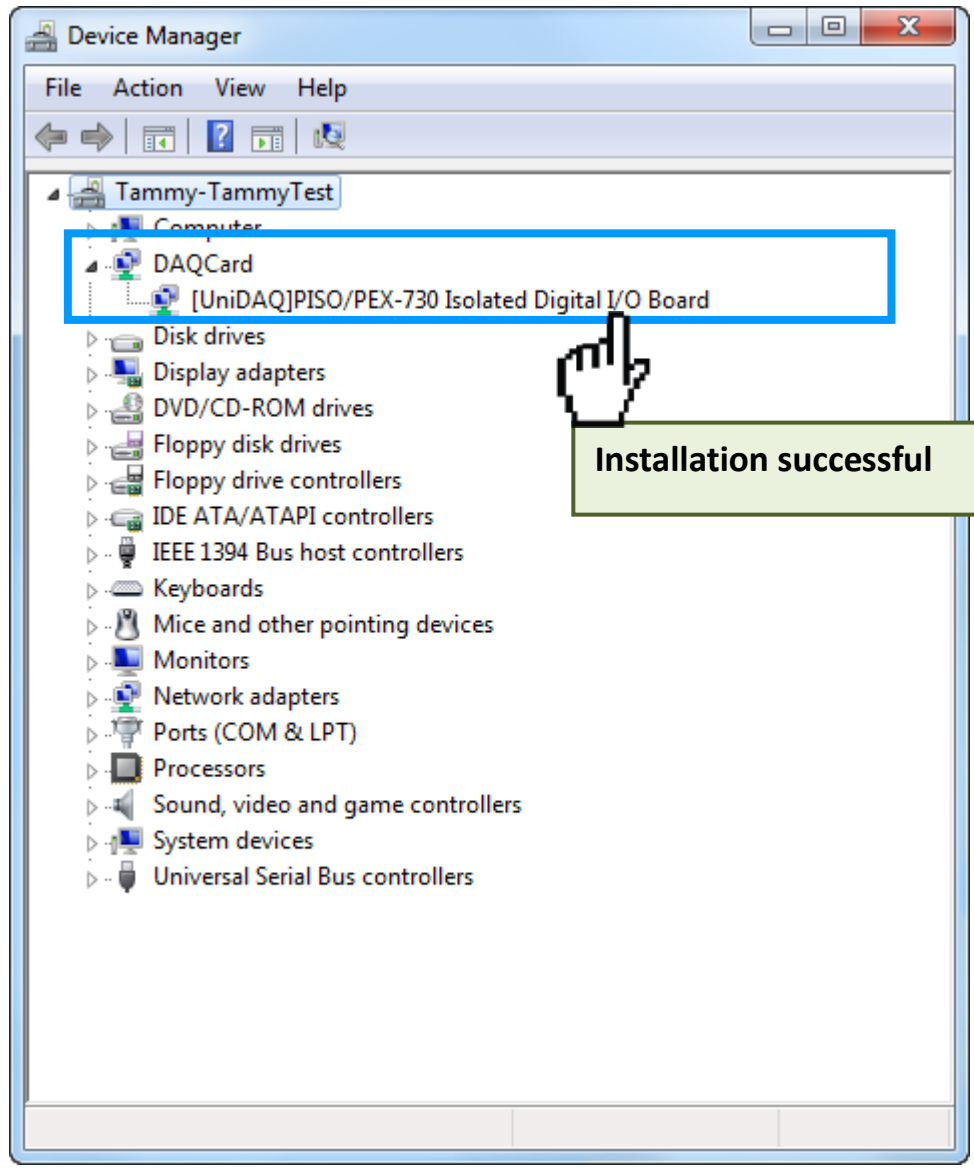 Device Manager
File Action View Help
Tammy-TammyTest
Computer
DAQCard
[UniDAQ]PISO/PEX-730 Isolated Digital I/O Board
Disk drives
Display adapters
DVD/CD-ROM drives
Floppy disk drives
Installation successful
Floppy drive controllers
IDE ATA/ATAPI controllers
IEEE 1394 Bus host controllers
Keyboards
Mice and other pointing devices
Monitors
Network adapters
Ports (COM & LPT)
Processors
Sound, video and game controllers
System devices
Universal Serial Bus controllers